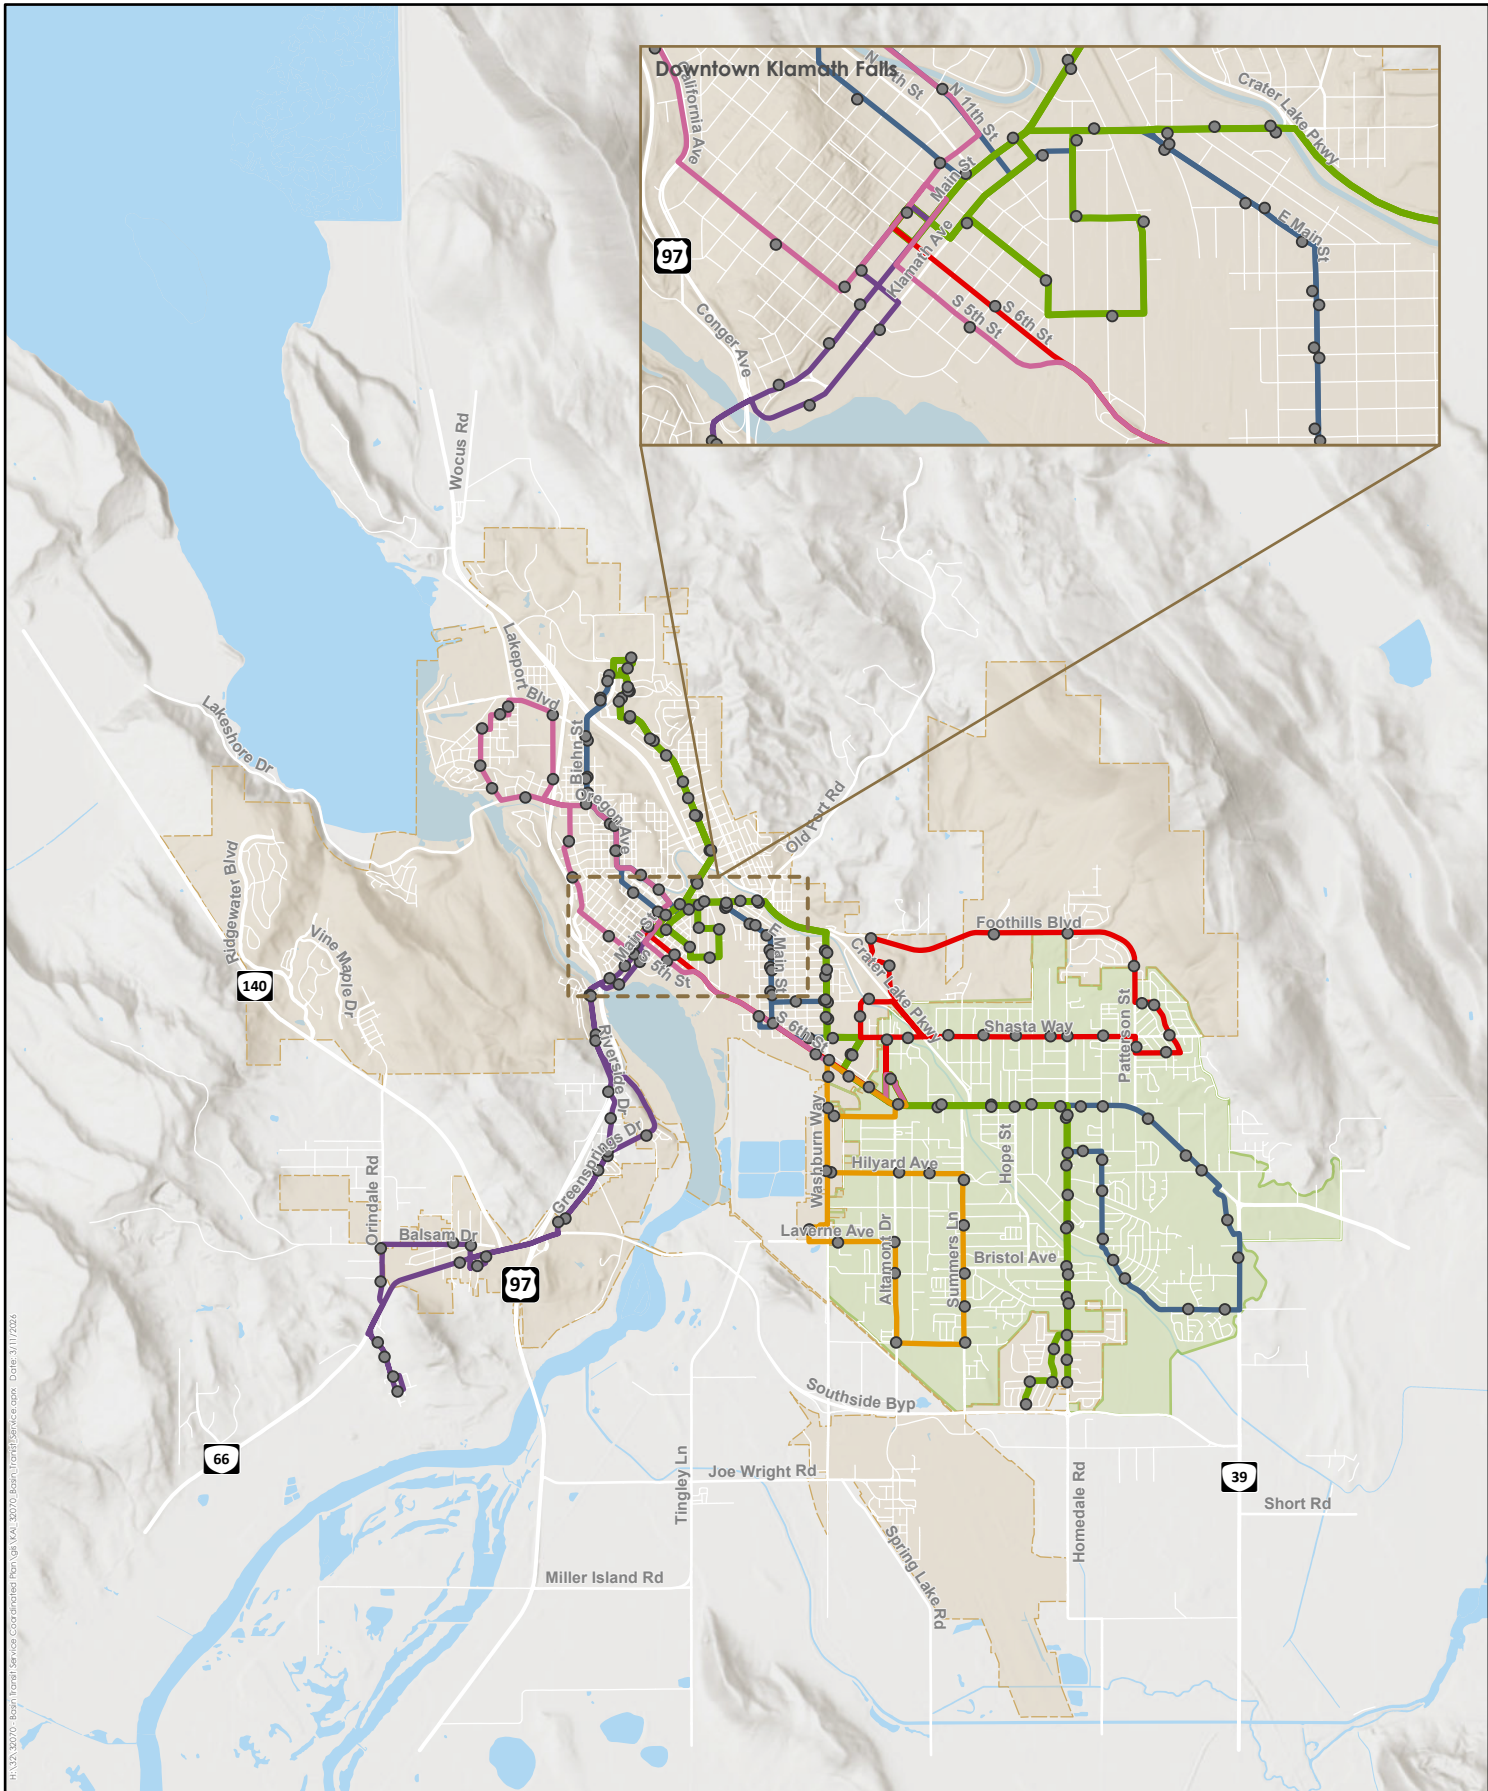 Downtown Klamath Falls
N 11th St
Crater Lake Pkwy
California Ave
Main St
E Main St
97
Klamath Ave
Conger Ave
S 5th St
S 6th St
Wocus Rd
Lakeport Blvd
Lakeshore Dr
Biehn St
Oregon Ave
Old Fort Rd
Ridgewater Blvd
Vine Maple Dr
140
Main St
E Main St
S 5th St
S 6th St
Crater Lake Pkwy
Foothills Blvd
Shasta Way
Patterson St
Riverside Dr
Washburn Way
Hope St
Hilyard Ave
Greensprings Dr
Orindale Rd
Balsam Dr
Laverne Ave
Altamont Dr
Summers Ln
Bristol Ave
97
Southside Byp
66
Tingley Ln
Joe Wright Rd
Homedale Rd
39
Short Rd
Spring Lake Rd
Miller Island Rd